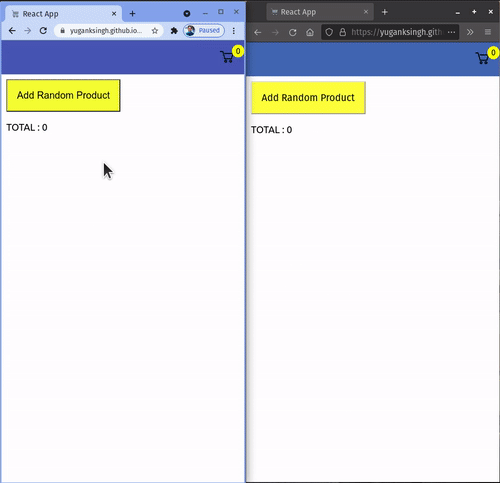 React App
yuganksingh.github.io...
Paused
0
Add Random Product
TOTAL : 0
React App
https://yuganksingh.gith
0
Add Random Product
TOTAL : 0